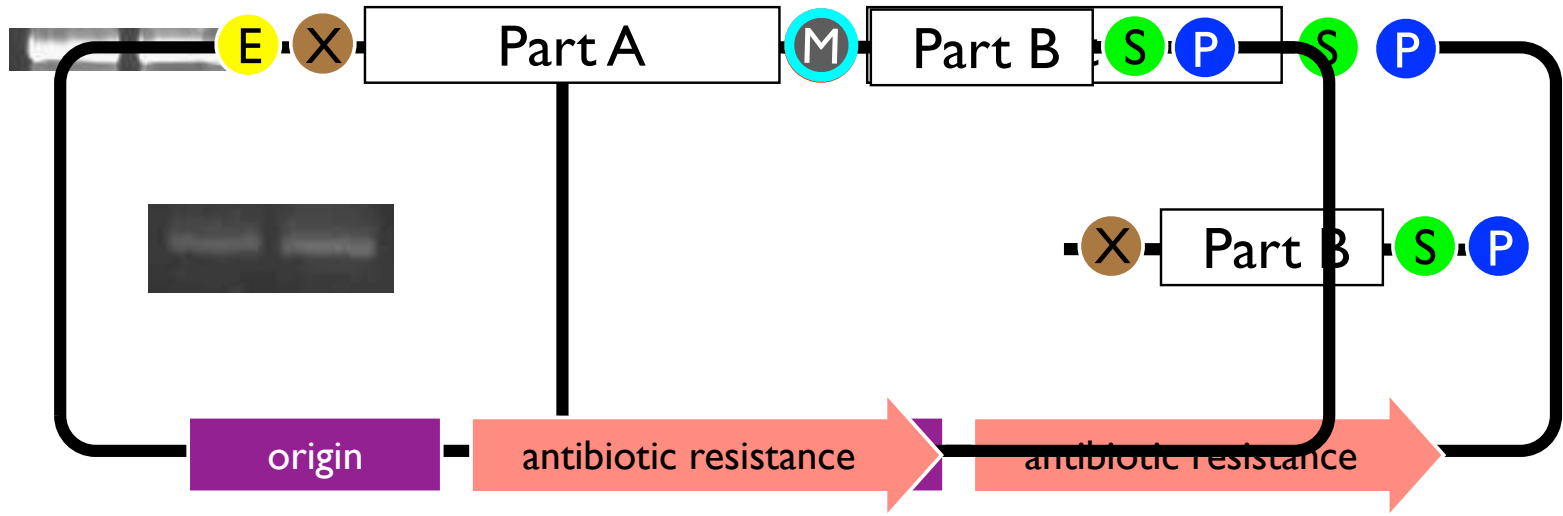 E X Part A M Part B S P S P
X Part B S P
origin antibiotic resistance antibiotic resistance